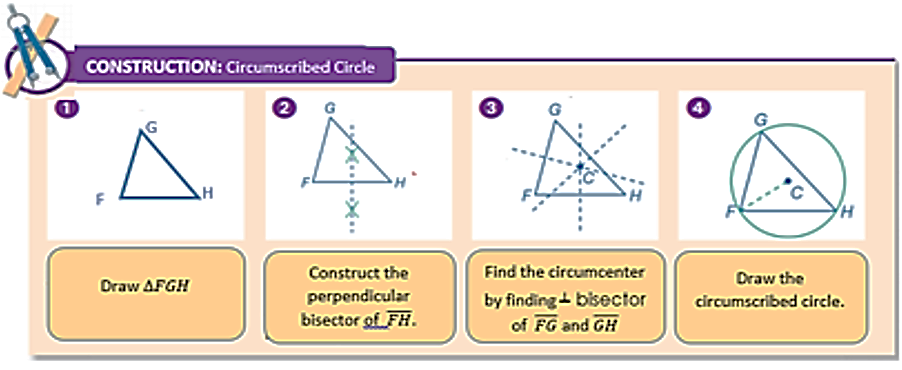 CONSTRUCTION: Circumscribed Circle
1
G
F
H
2
G
F
H
3
G
C
F
H
4
G
C
F
H
Draw ΔFGH
Construct the
perpendicular
bisector of FH.
Find the circumcenter
by finding ⊥ bisector
of FG and GH
Draw the
circumscribed circle.